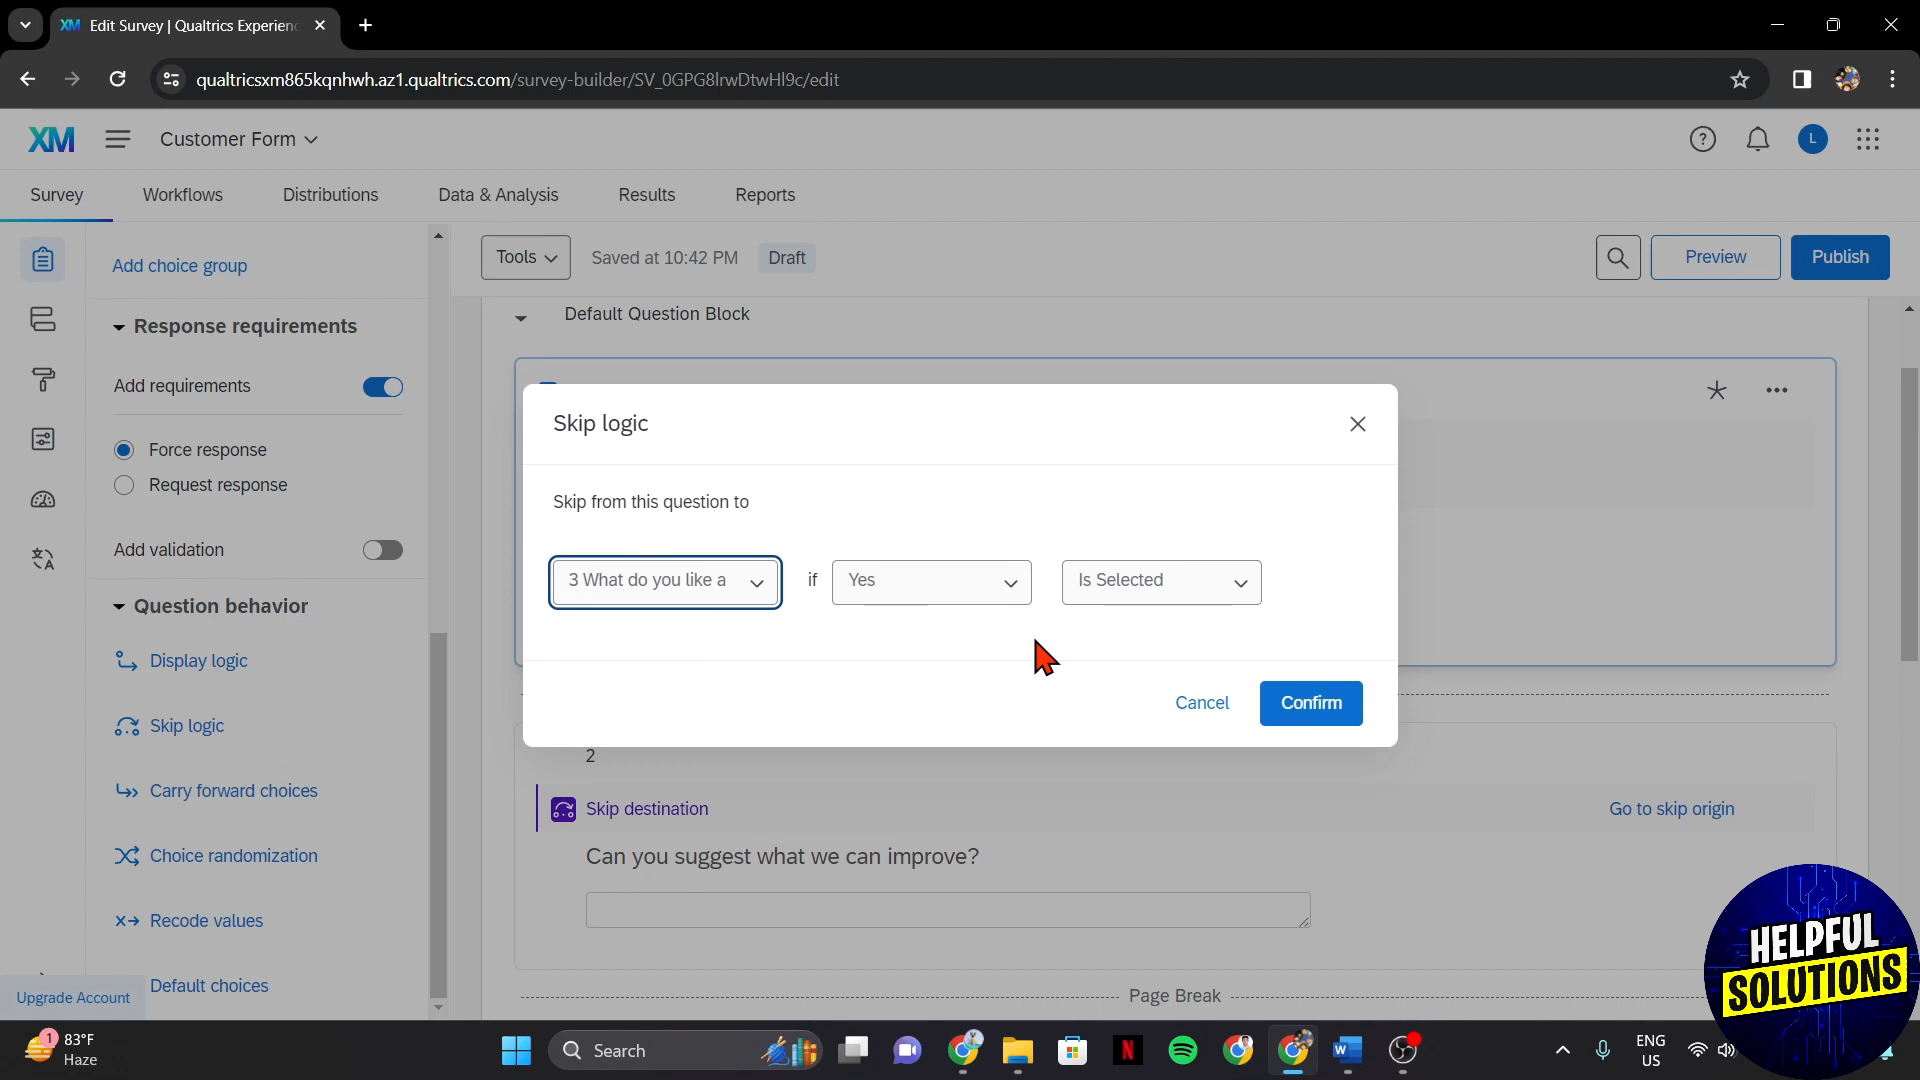 XM Edit Survey | Qualtrics Experien
qualtricsxm865kqnhwh.az1.qualtrics.com/survey-builder/SV_0GPG8lrwDtwHl9c/edit
XM
Customer Form
L
Survey
Workflows
Distributions
Data & Analysis
Results
Reports
Add choice group
Tools
Saved at 10:42 PM
Draft
Preview
Publish
Default Question Block
Response requirements
Add requirements
Force response
Request response
Add validation
Question behavior
Display logic
Skip logic
Carry forward choices
Choice randomization
Recode values
Default choices
Upgrade Account
Skip logic
Skip from this question to
3 What do you like a
if
Yes
Is Selected
Cancel
Confirm
2
Skip destination
Go to skip origin
Can you suggest what we can improve?
Page Break
HELPFUL
SOLUTIONS
1
83°F
Haze
Search
N
W
ENG
US